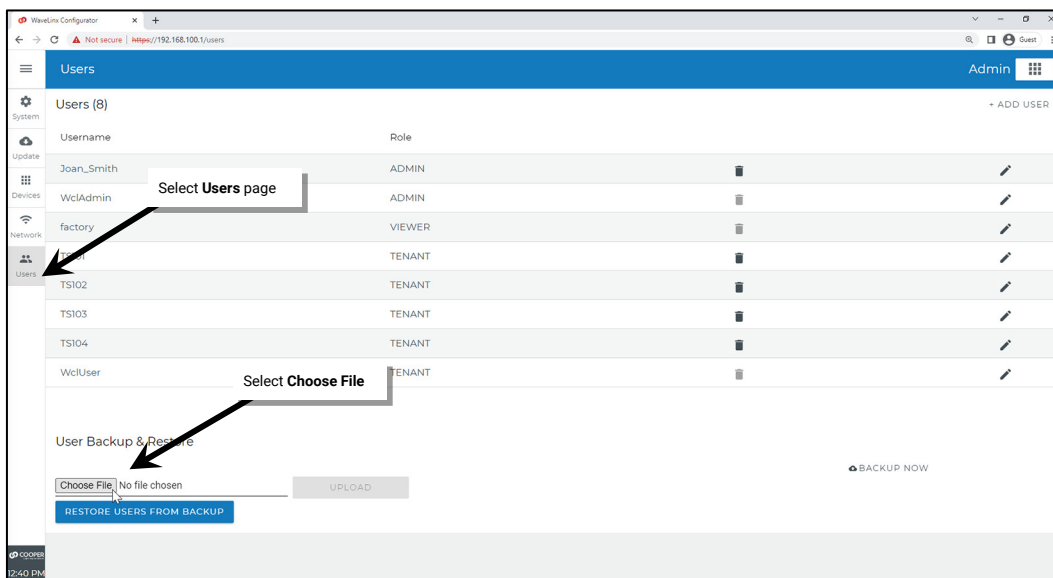 WaveLinx Configurator
Not secure | https://192.168.100.1/users
Guest
Users
Admin
System
Update
Devices
Network
Users
Users (8)
+ ADD USER
Username Role
Joan_Smith ADMIN
Select Users page
WclAdmin ADMIN
factory VIEWER
TENANT
TS102 TENANT
TS103 TENANT
TS104 TENANT
WclUser TENANT
Select Choose File
User Backup & Restore
BACKUP NOW
Choose File No file chosen
UPLOAD
RESTORE USERS FROM BACKUP
COOPER
12:40 PM